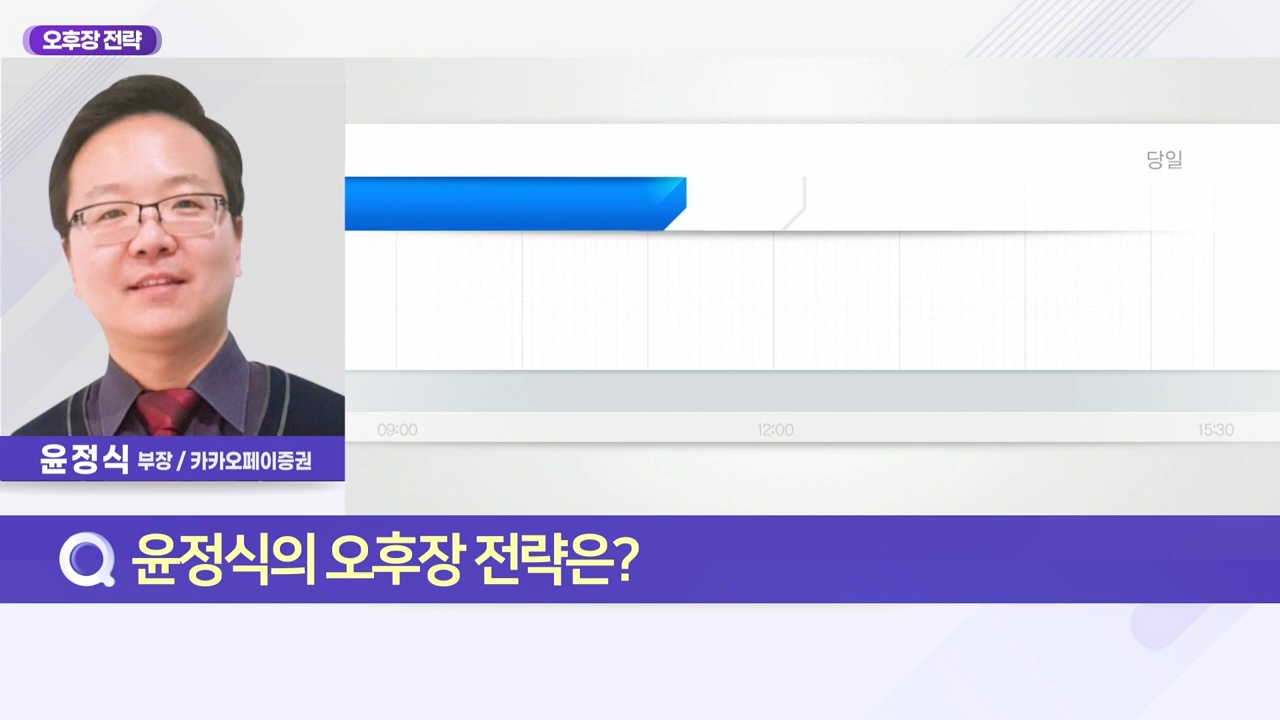 오후장 전략
당일
09:00 12:00 15:30
윤정식 부장 / 카카오페이증권
Q 윤정식의 오후장 전략은?